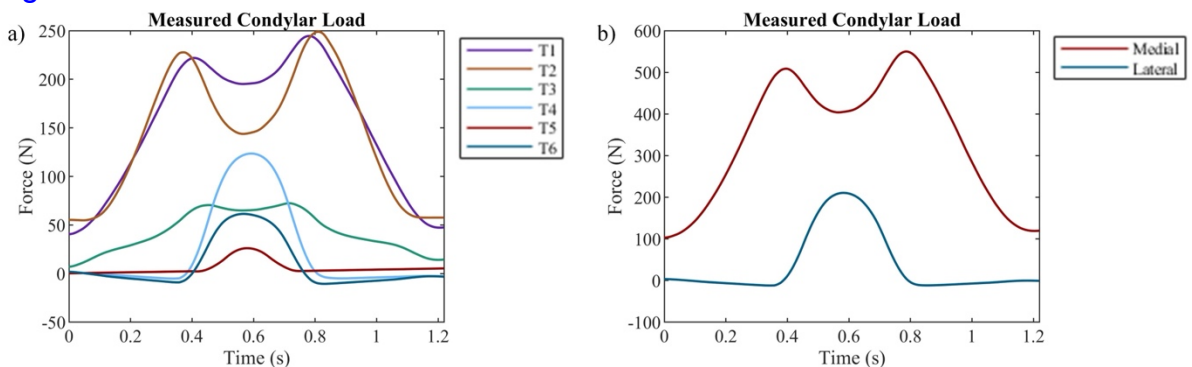 a)
Measured Condylar Load
250
200
150
100
50
0
-50
Force (N)
0 0.2 0.4 0.6 0.8 1 1.2
Time (s)
T1
T2
T3
T4
T5
T6
b)
Measured Condylar Load
600
500
400
300
200
100
0
-100
Force (N)
0 0.2 0.4 0.6 0.8 1 1.2
Time (s)
Medial
Lateral